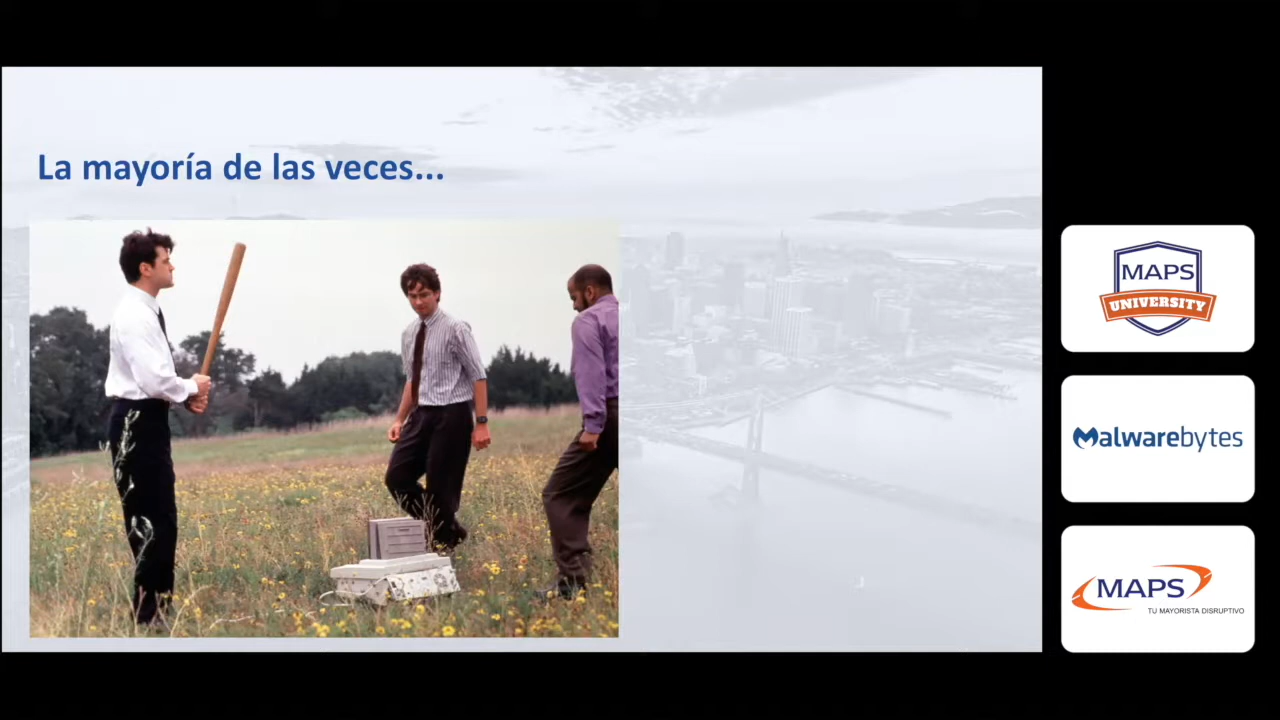 La mayoría de las veces...
MAPS
UNIVERSITY
Malwarebytes
MAPS
TU MAYORISTA DISRUPTIVO